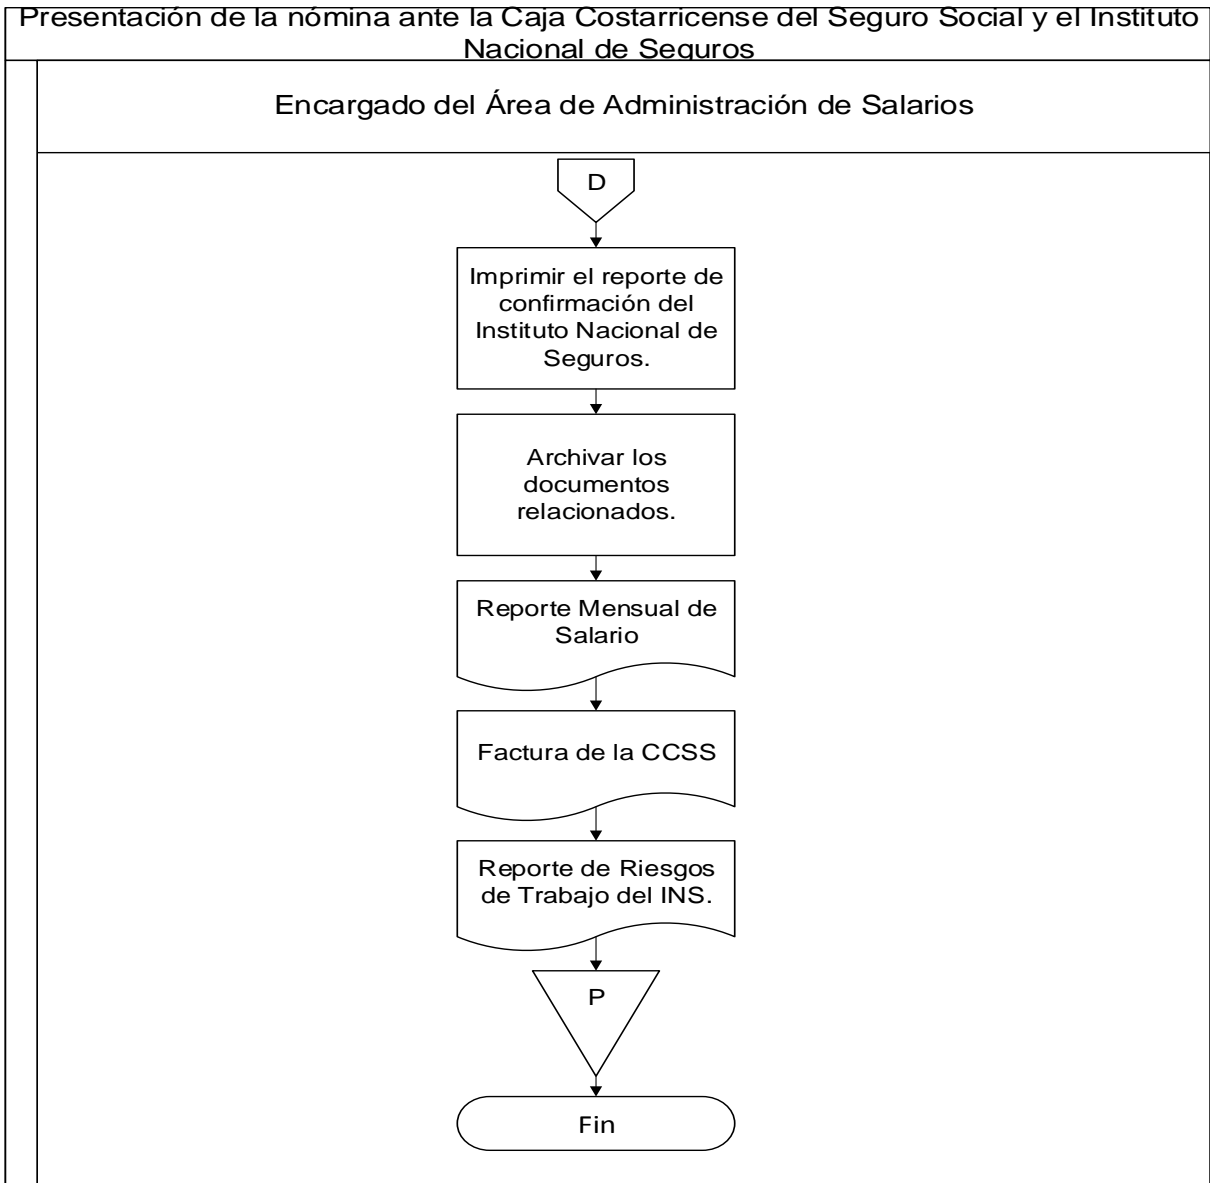 Presentación de la nómina ante la Caja Costarricense del Seguro Social y el Instituto
Nacional de Seguros
Encargado del Área de Administración de Salarios
D
Imprimir el reporte de
confirmación del
Instituto Nacional de
Seguros.
Archivar los
documentos
relacionados.
Reporte Mensual de
Salario
Factura de la CCSS
Reporte de Riesgos
de Trabajo del INS.
P
Fin